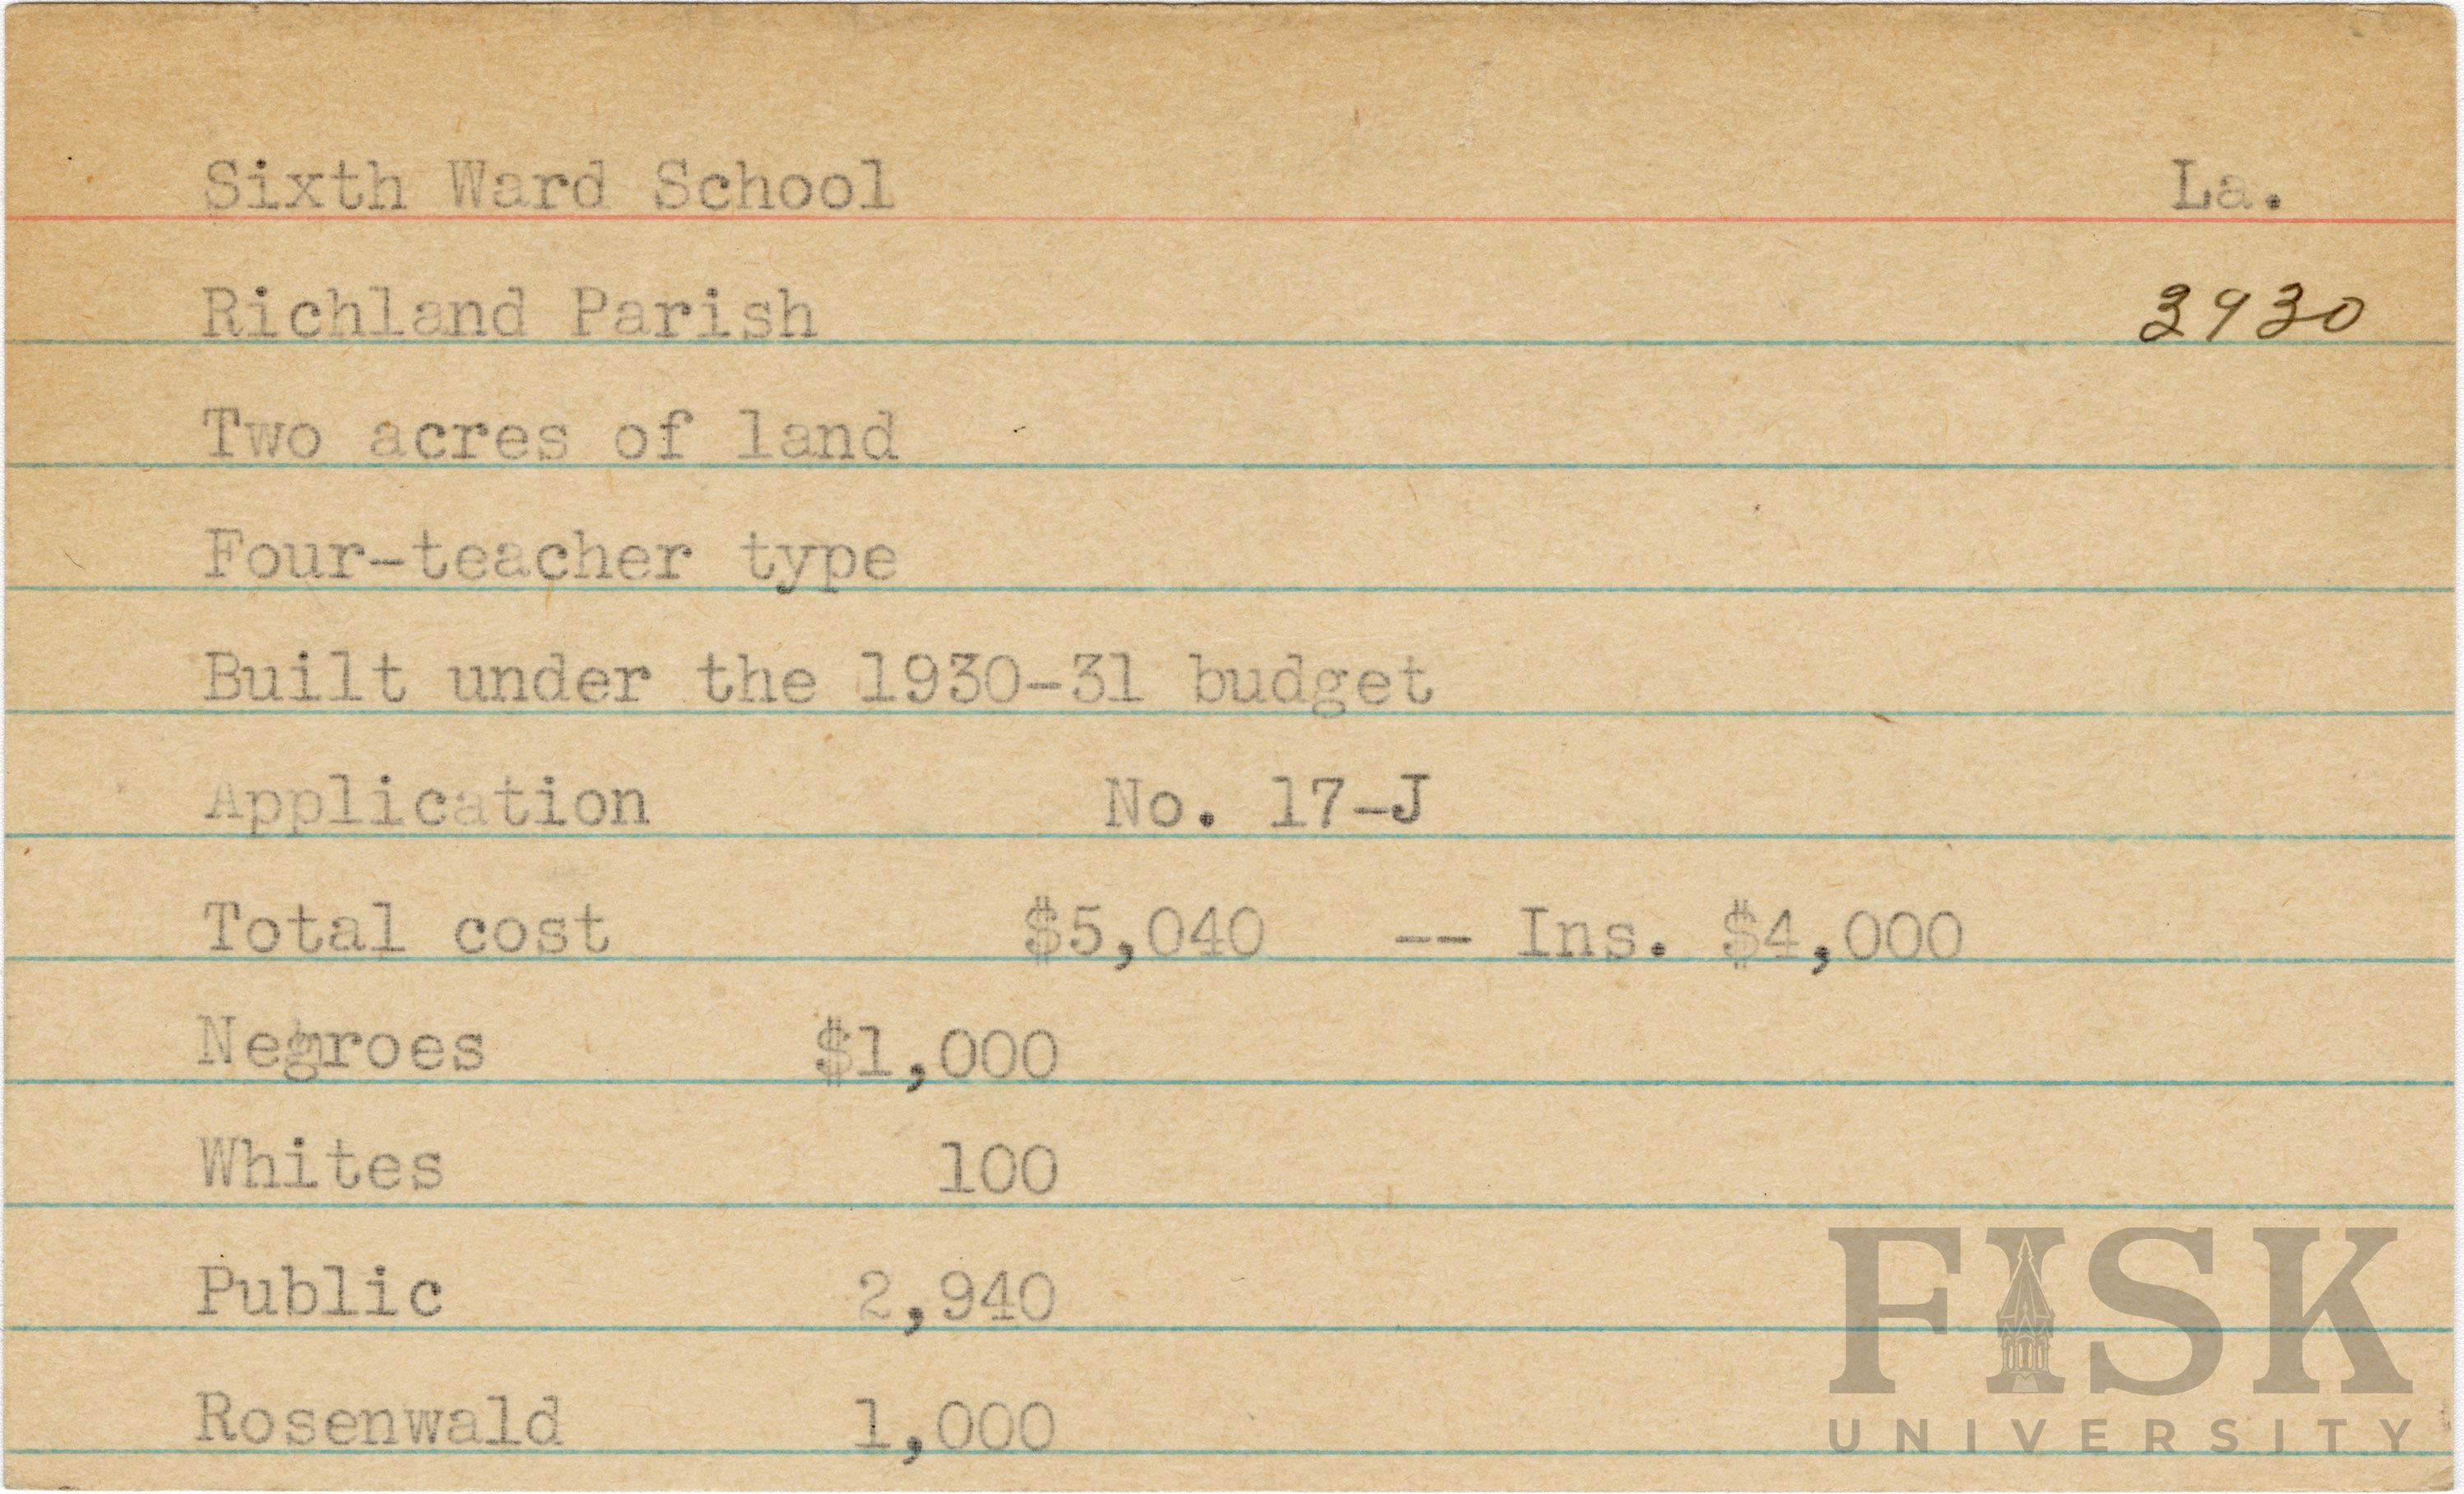 Sixth Ward School La.
Richland Parish 3930
Two acres of land
Four-teacher type
Built under the 1930-31 budget
Application No. 17-J
Total cost $5,040 -- Ins. $4,000
Negroes $1,000
Whites 100
Public 2,940
Rosenwald 1,000
FISK
UNIVERSITY